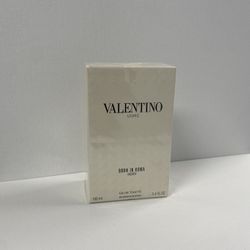 VALENTINO
UOMO
BORN IN ROMA
EAU DE TOILETTE
100 ml 3.4 FL.OZ.